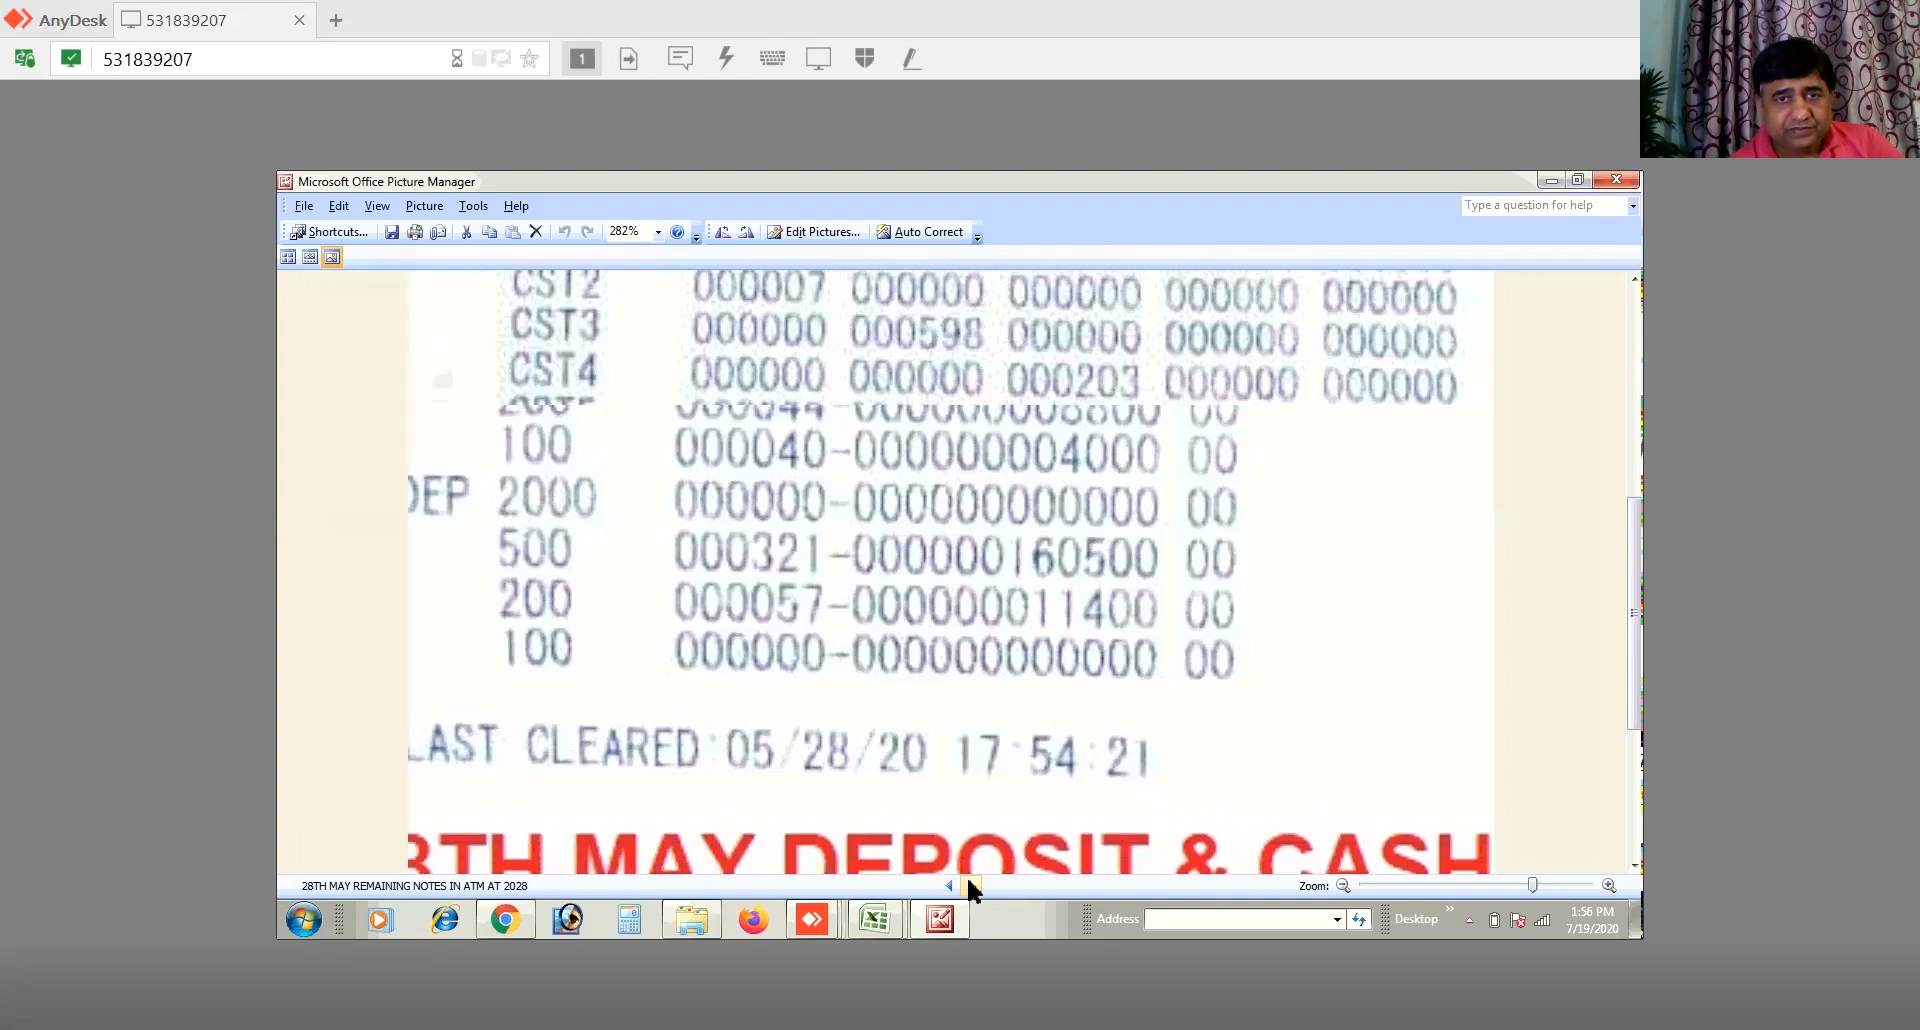 AnyDesk
531839207
531839207
1
Microsoft Office Picture Manager
File Edit View Picture Tools Help
Type a question for help
Shortcuts...
282%
Edit Pictures...
Auto Correct
CST2 000007 000000 000000 000000 000000
CST3 000000 000598 000000 000000 000000
CST4 000000 000000 000203 000000 000000
100 000040-000000004000 00
DEP 2000 000000-000000000000 00
500 000321-000000160500 00
200 000057-000000011400 00
100 000000-000000000000 00
LAST CLEARED:05/28/20 17:54:21
8TH MAY DEPOSIT & CASH
28TH MAY REMAINING NOTES IN ATM AT 2028
Zoom:
Address
Desktop
1:56 PM
7/19/2020